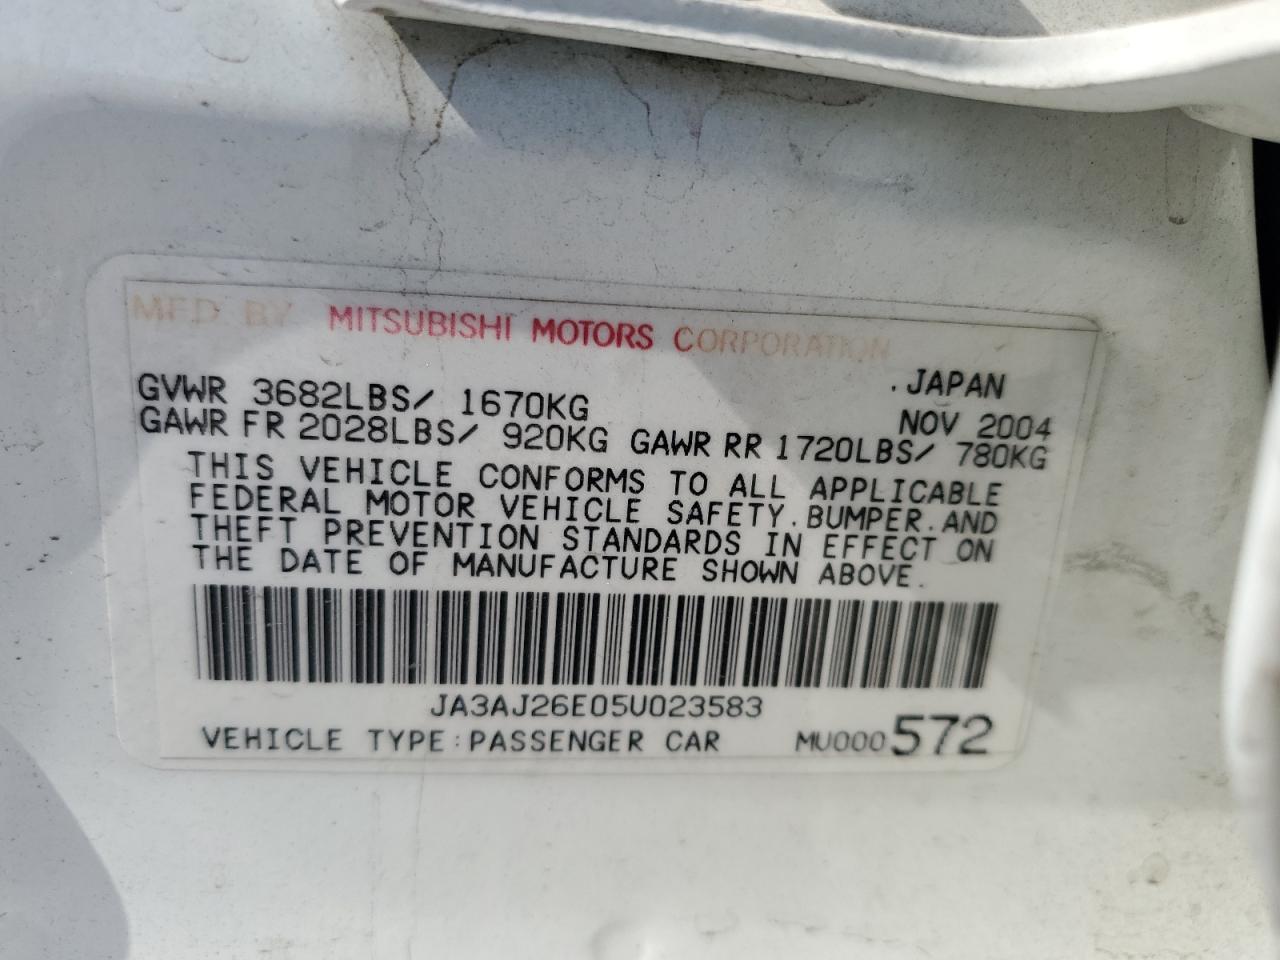 MFD BY MITSUBISHI MOTORS CORPORATION
.JAPAN
GVWR 3682LBS/ 1670KG NOV 2004
GAWR FR 2028LBS/ 920KG GAWR RR 1720LBS/ 780KG
THIS VEHICLE CONFORMS TO ALL APPLICABLE
FEDERAL MOTOR VEHICLE SAFETY.BUMPER.AND
THEFT PREVENTION STANDARDS IN EFFECT ON
THE DATE OF MANUFACTURE SHOWN ABOVE.
JA3AJ26E05U023583
VEHICLE TYPE:PASSENGER CAR MU000572